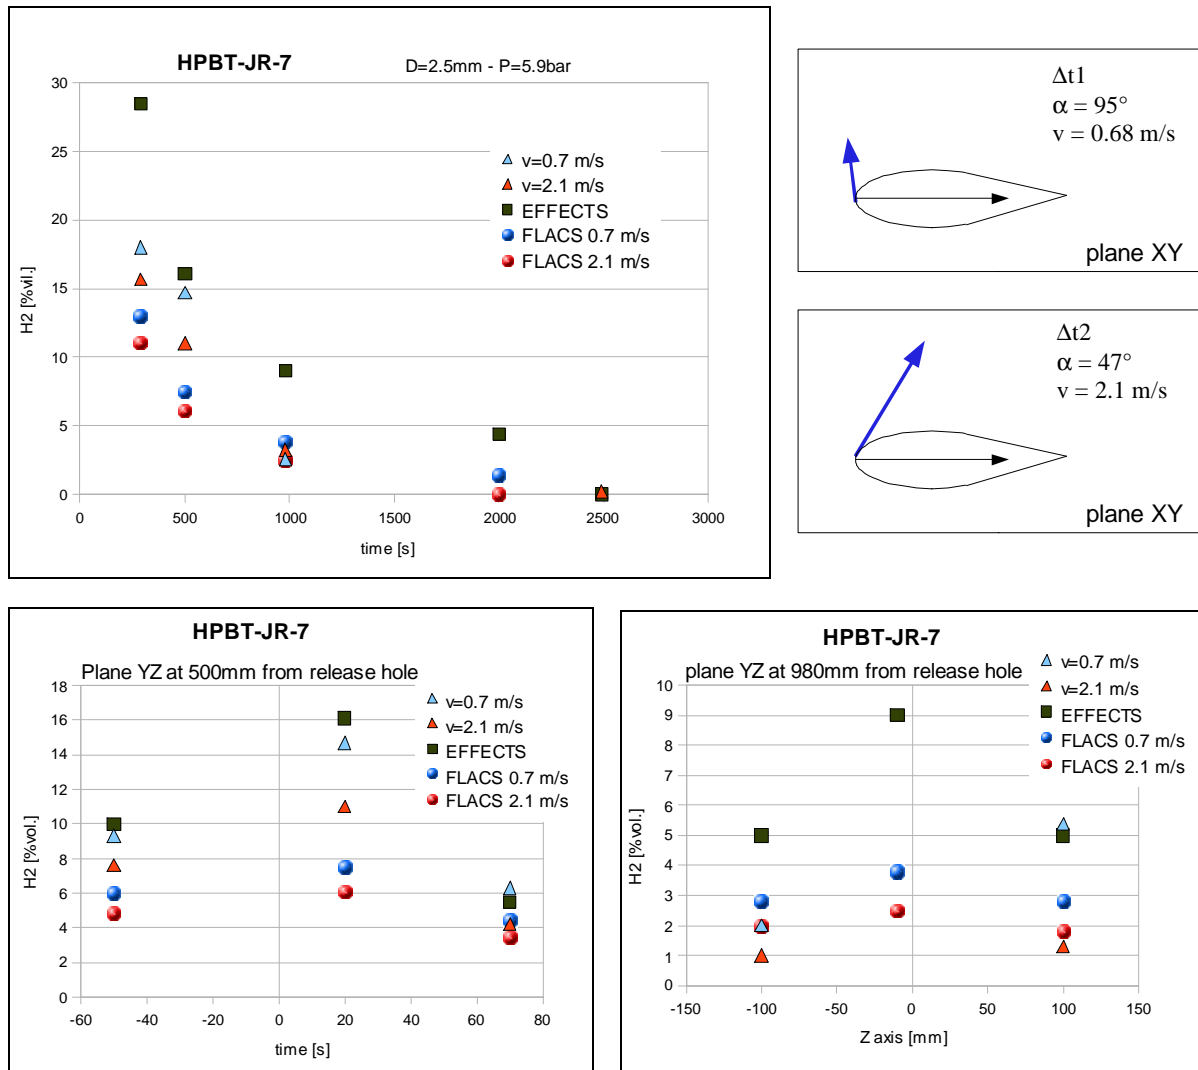 HPBT-JR-7
D=2.5mm - P=5.9bar
30
25
20
15
10
5
0
H2 [%vil.]
0 500 1000 1500 2000 2500 3000
time [s]
v=0.7 m/s
v=2.1 m/s
EFFECTS
FLACS 0.7 m/s
FLACS 2.1 m/s
Δt1
α = 95°
v = 0.68 m/s
plane XY
Δt2
α = 47°
v = 2.1 m/s
plane XY
HPBT-JR-7
Plane YZ at 500mm from release hole
18
16
14
12
10
8
6
4
2
0
H2 [%vol.]
-60 -40 -20 0 20 40 60 80
time [s]
v=0.7 m/s
v=2.1 m/s
EFFECTS
FLACS 0.7 m/s
FLACS 2.1 m/s
HPBT-JR-7
plane YZ at 980mm from release hole
10
9
8
7
6
5
4
3
2
1
0
H2 [%vol.]
-150 -100 -50 0 50 100 150
Z axis [mm]
v=0.7 m/s
v=2.1 m/s
EFFECTS
FLACS 0.7 m/s
FLACS 2.1 m/s